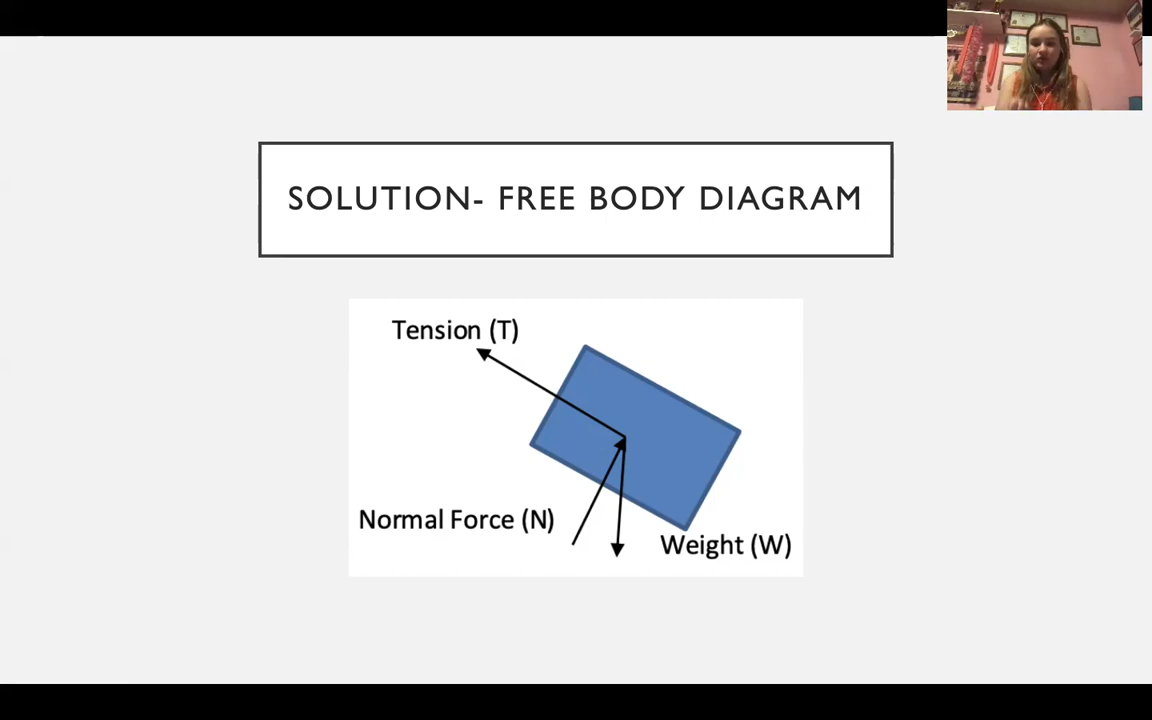 SOLUTION- FREE BODY DIAGRAM
Tension (T)
Normal Force (N)
Weight (W)